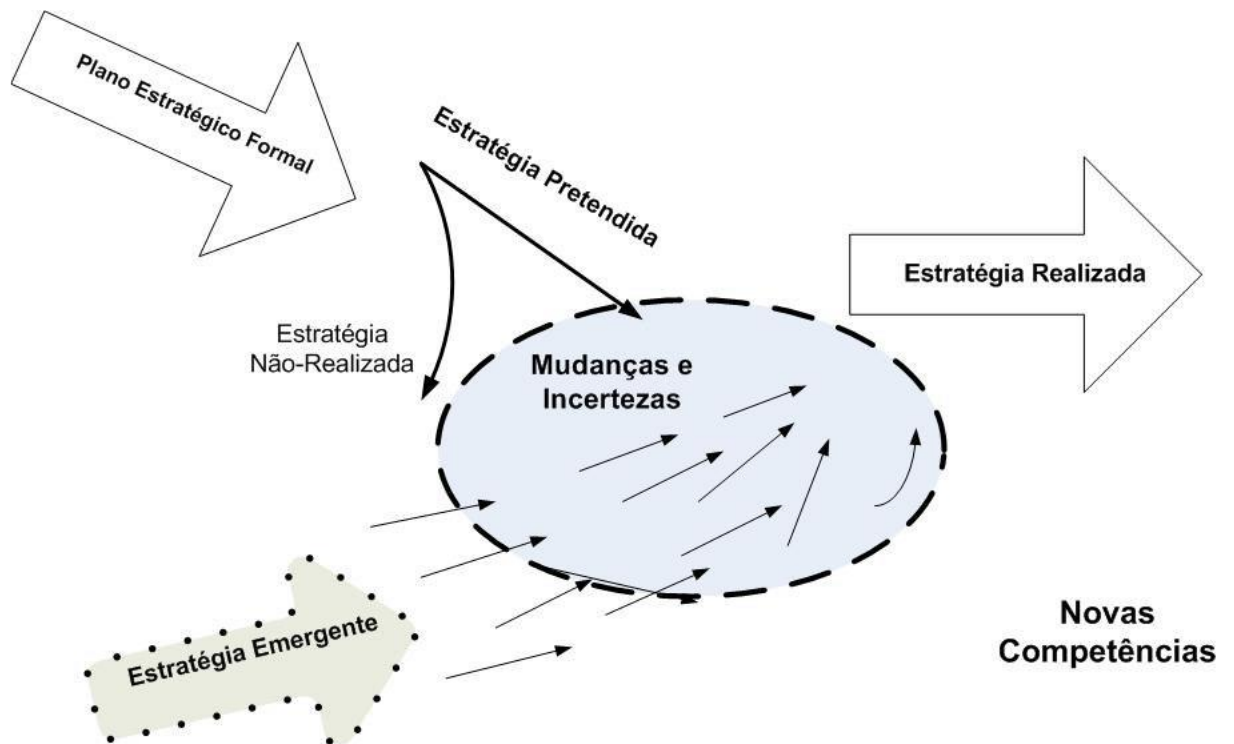 Plano Estratégico Formal
Estratégia Pretendida
Estratégia Realizada
Estratégia
Não-Realizada
Mudanças e
Incertezas
Estratégia Emergente
Novas
Competências